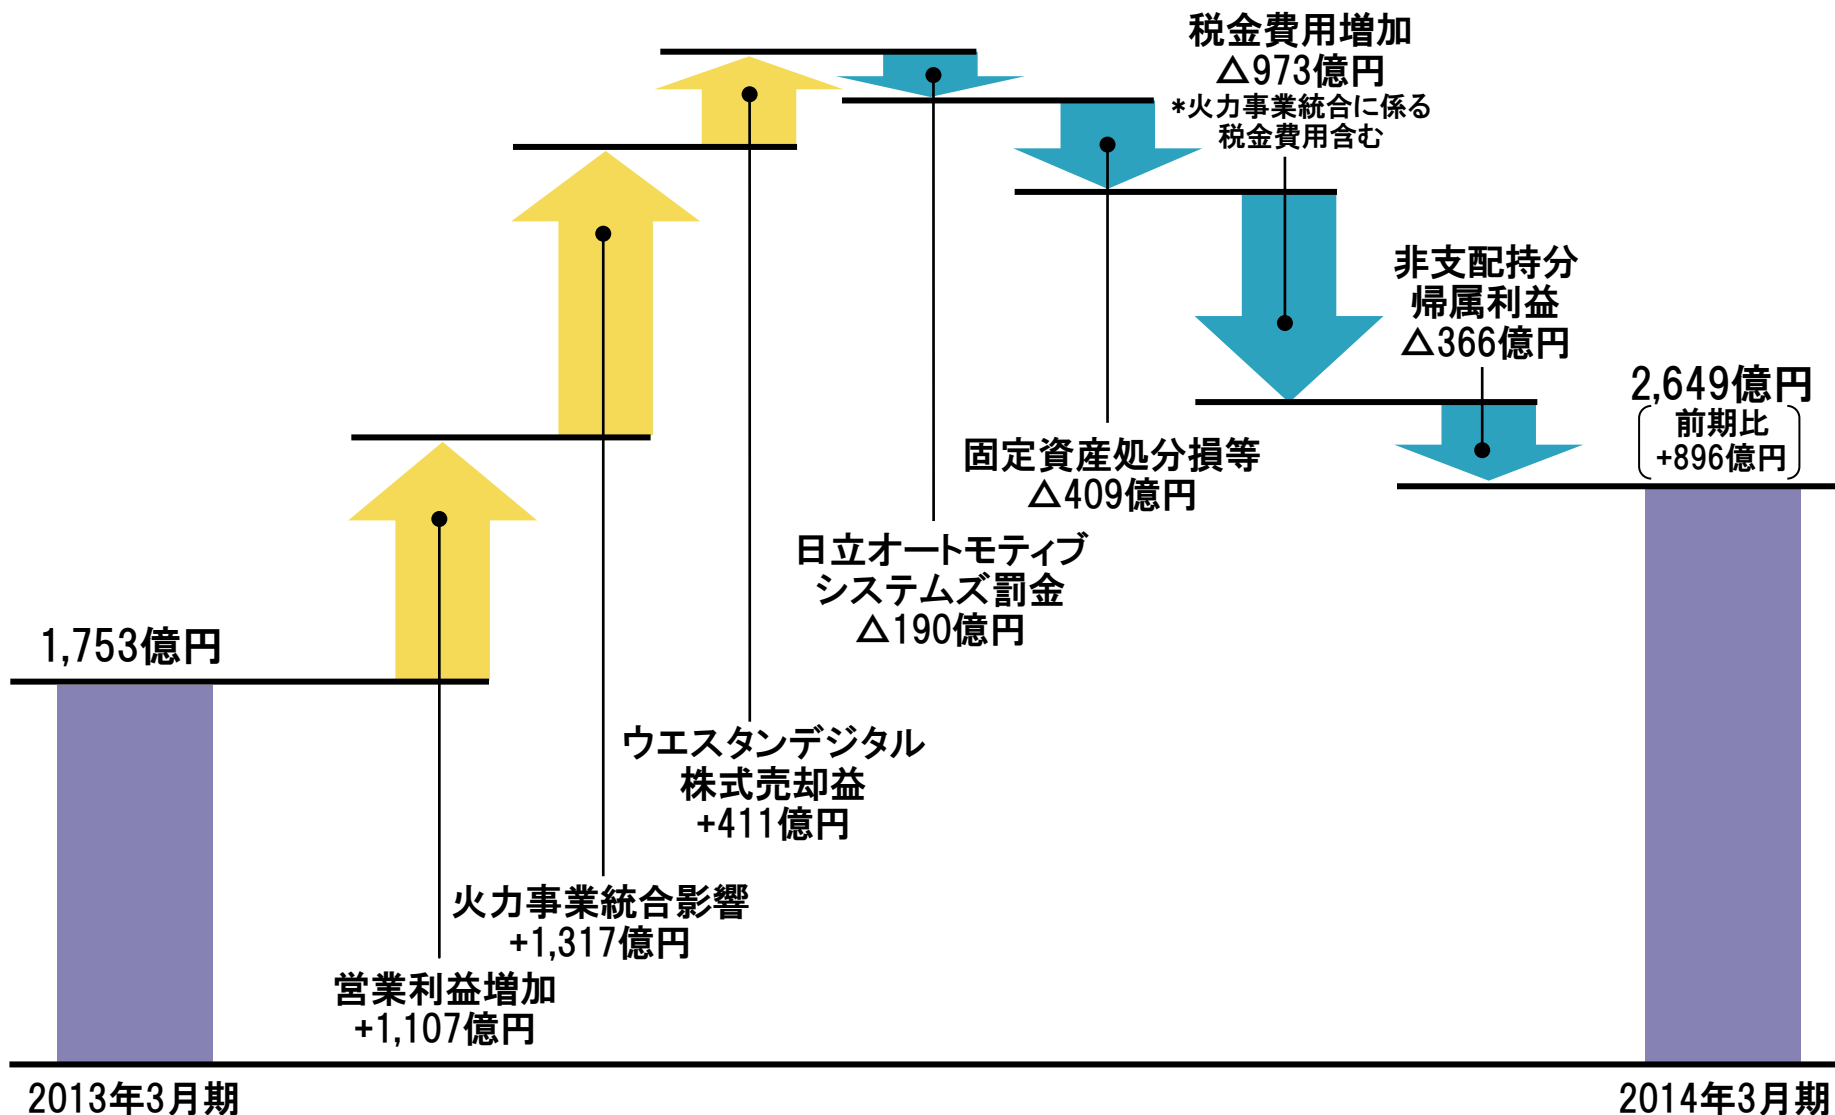 税金費用増加
△973億円
*火力事業統合に係る
税金費用含む
非支配持分
帰属利益
△366億円
2,649億円
前期比
+896億円
固定資産処分損等
△409億円
日立オートモティブ
システムズ罰金
△190億円
1,753億円
ウエスタンデジタル
株式売却益
+411億円
火力事業統合影響
+1,317億円
営業利益増加
+1,107億円
2013年3月期
2014年3月期